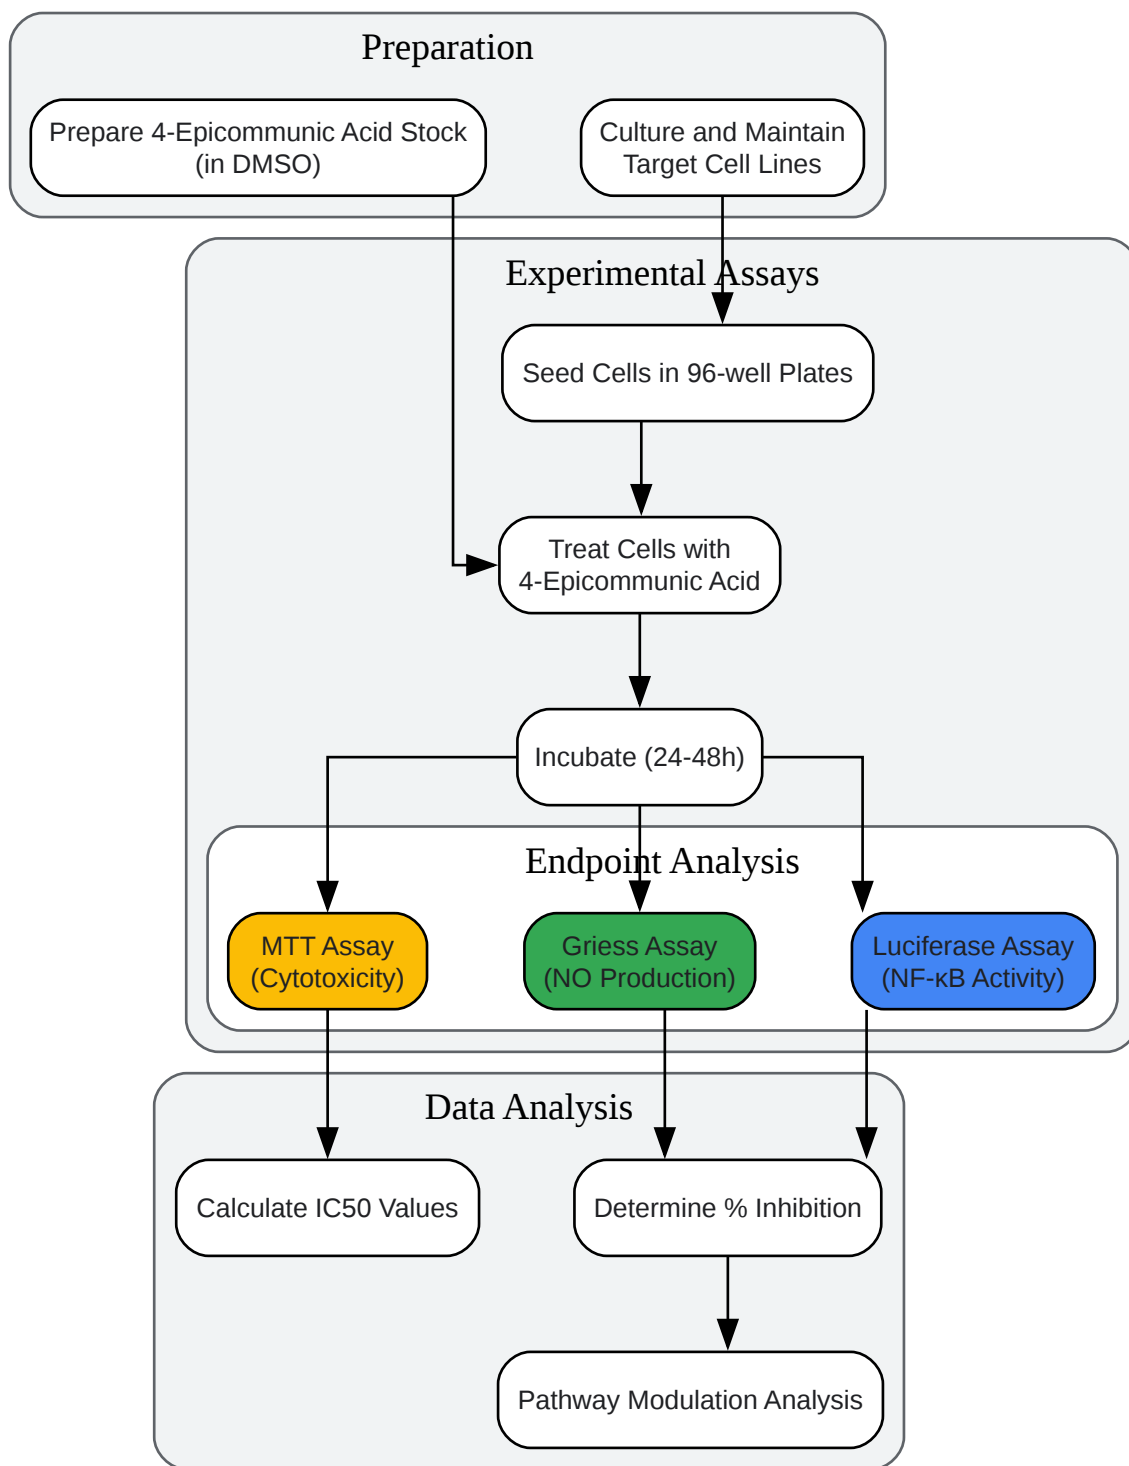 Preparation
Prepare 4-Epicommunic Acid Stock
(in DMSO)
Culture and Maintain
Target Cell Lines
Experimental Assays
Seed Cells in 96-well Plates
Treat Cells with
4-Epicommunic Acid
Incubate (24-48h)
Endpoint Analysis
MTT Assay
(Cytotoxicity)
Griess Assay
(NO Production)
Luciferase Assay
(NF-κB Activity)
Data Analysis
Calculate IC50 Values
Determine % Inhibition
Pathway Modulation Analysis